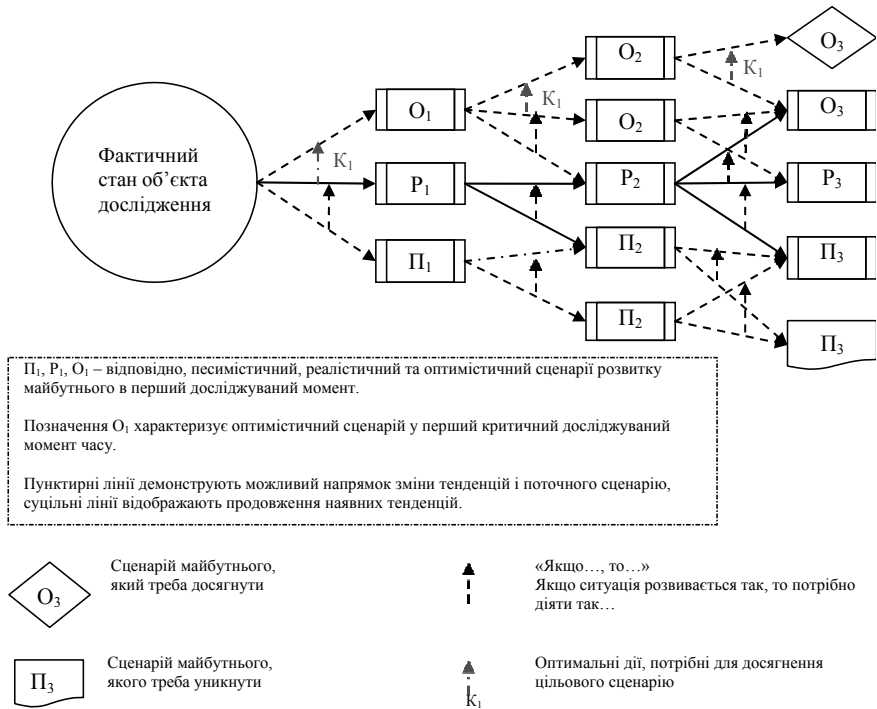 Фактичний
стан об’єкта
дослідження
К₁
О₁
Р₁
П₁
К₁
О₂
О₂
Р₂
П₂
П₂
К₁
О₃
О₃
Р₃
П₃
П₃
П₁, Р₁, О₁ – відповідно, песимістичний, реалістичний та оптимістичний сценарії розвитку
майбутнього в перший досліджуваний момент.
Позначення О₁ характеризує оптимістичний сценарій у перший критичний досліджуваний
момент часу.
Пунктирні лінії демонструють можливий напрямок зміни тенденцій і поточного сценарію,
суцільні лінії відображають продовження наявних тенденцій.
О₃
Сценарій майбутнього,
який треба досягнути
«Якщо…, то…»
Якщо ситуація розвивається так, то потрібно
діяти так…
П₃
Сценарій майбутнього,
якого треба уникнути
К₁
Оптимальні дії, потрібні для досягнення
цільового сценарію